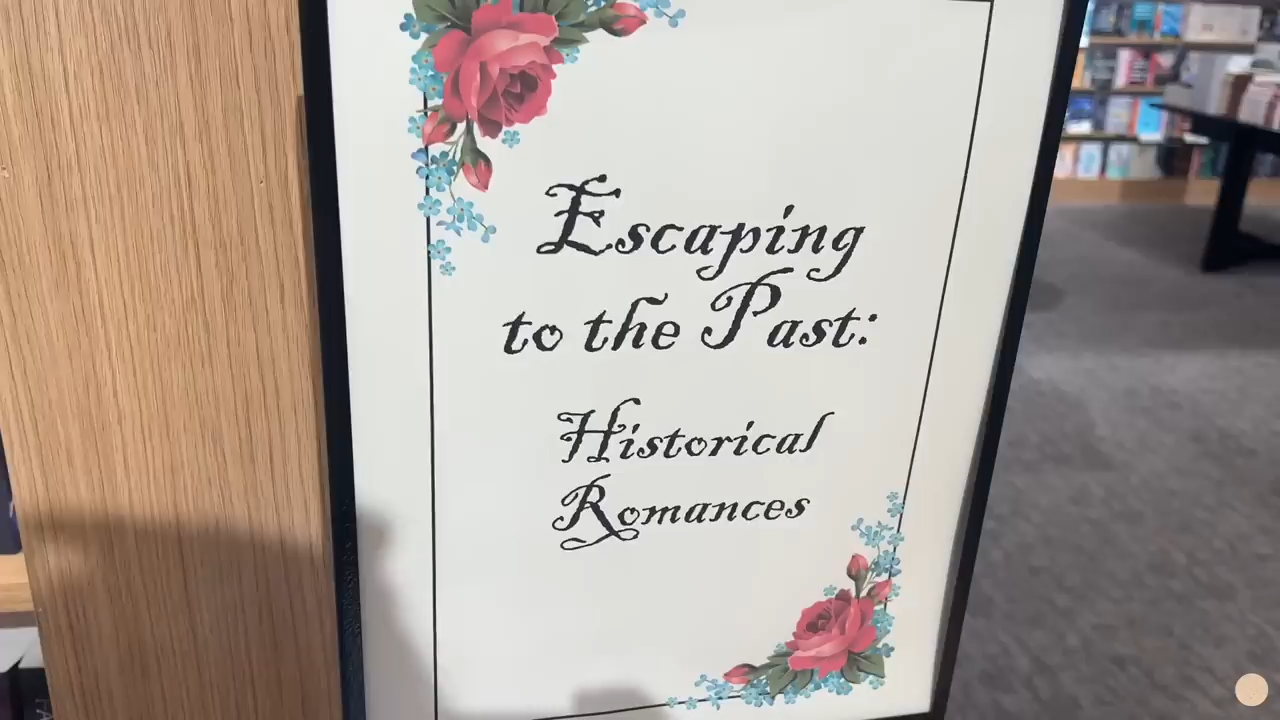 Escaping
to the Past:
Historical
Romances